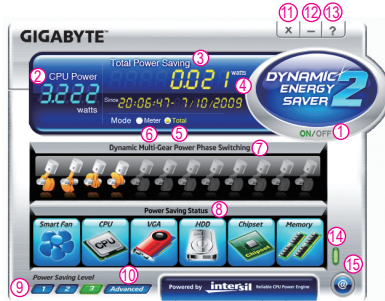 11 12 13
× – ?
GIGABYTE™
Total Power Saving 3
2 CPU Power 0.021 watts 4
3.222 watts
Since 20:06:47- 7/10/2009
Mode Meter Total
6 5
DYNAMIC ENERGY SAVER 2
ON/OFF 1
Dynamic Multi-Gear Power Phase Switching 7
Power Saving Status 8
Smart Fan CPU VGA HDD Chipset Memory
Chipset
14
10 15
9 Power Saving Level
1 2 3 Advanced
Powered by intersil Reliable CPU Power Engine
@